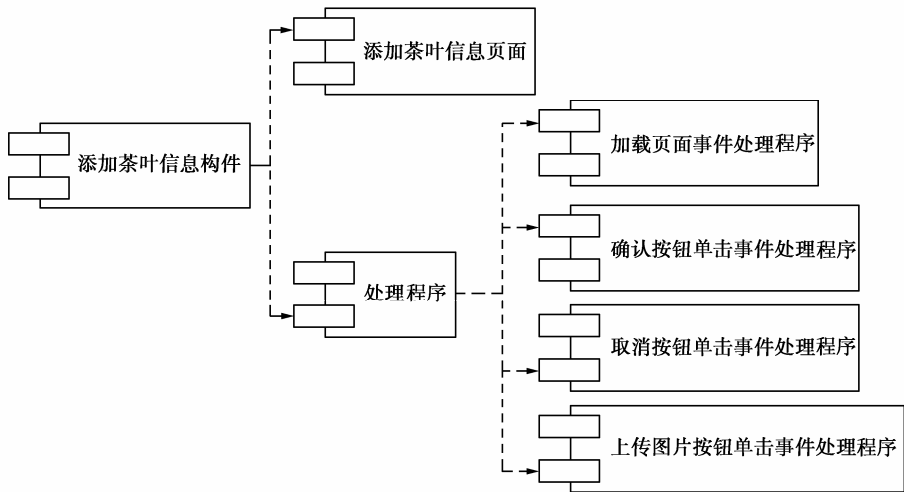 添加茶叶信息页面
添加茶叶信息构件
加载页面事件处理程序
确认按钮单击事件处理程序
处理程序
取消按钮单击事件处理程序
上传图片按钮单击事件处理程序